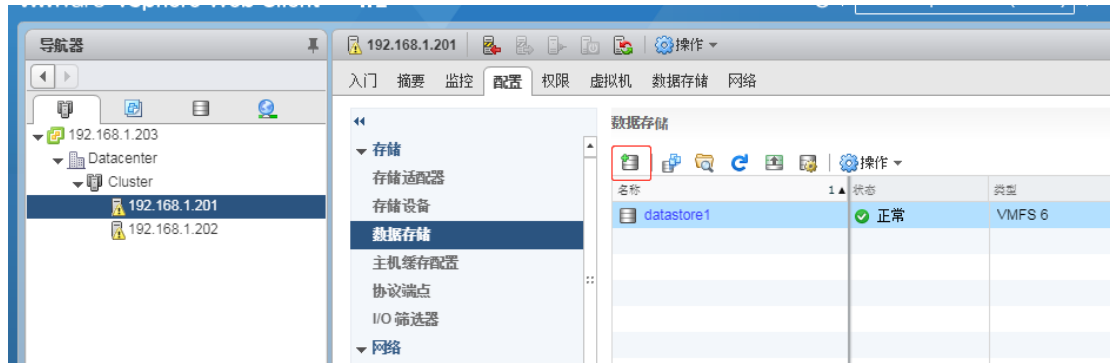 导航器
192.168.1.203
Datacenter
Cluster
192.168.1.201
192.168.1.202
192.168.1.201 操作
入门 摘要 监控 配置 权限 虚拟机 数据存储 网络
存储
存储适配器
存储设备
数据存储
主机缓存配置
协议端点
I/O 筛选器
网络
数据存储
操作
名称 1 状态 类型
datastore1 正常 VMFS 6